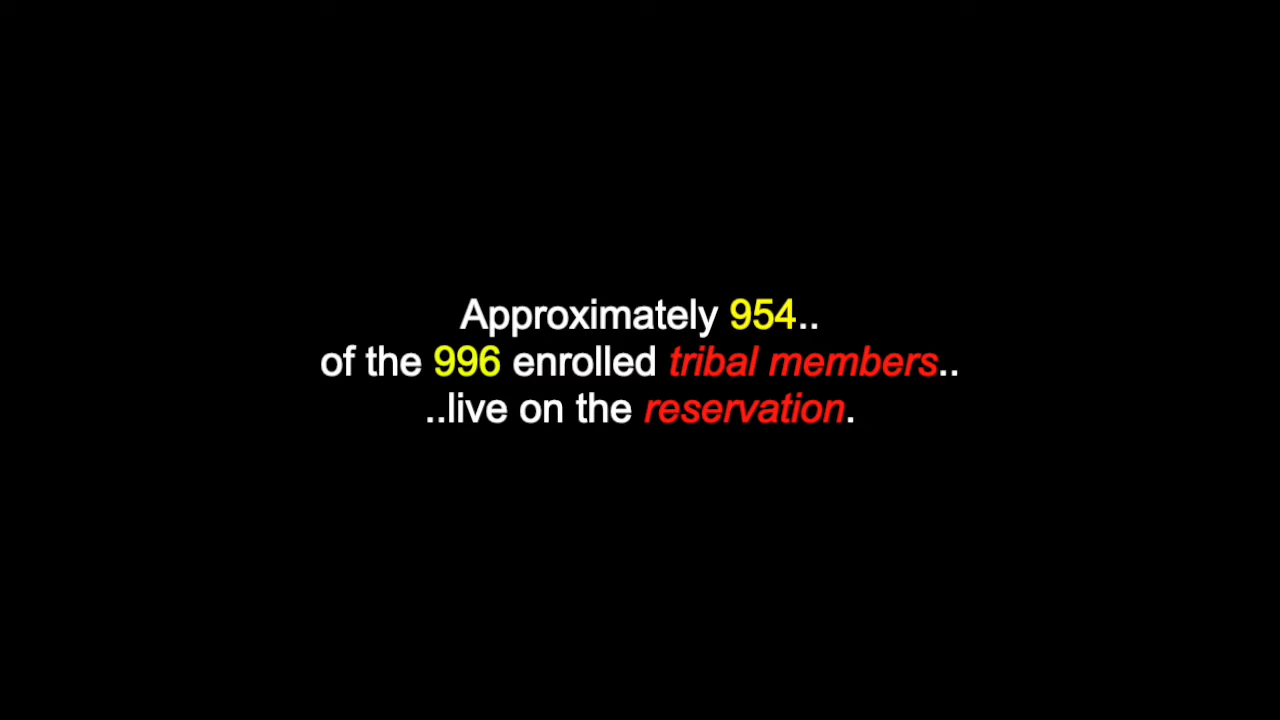 Approximately 954..
of the 996 enrolled tribal members..
..live on the reservation.